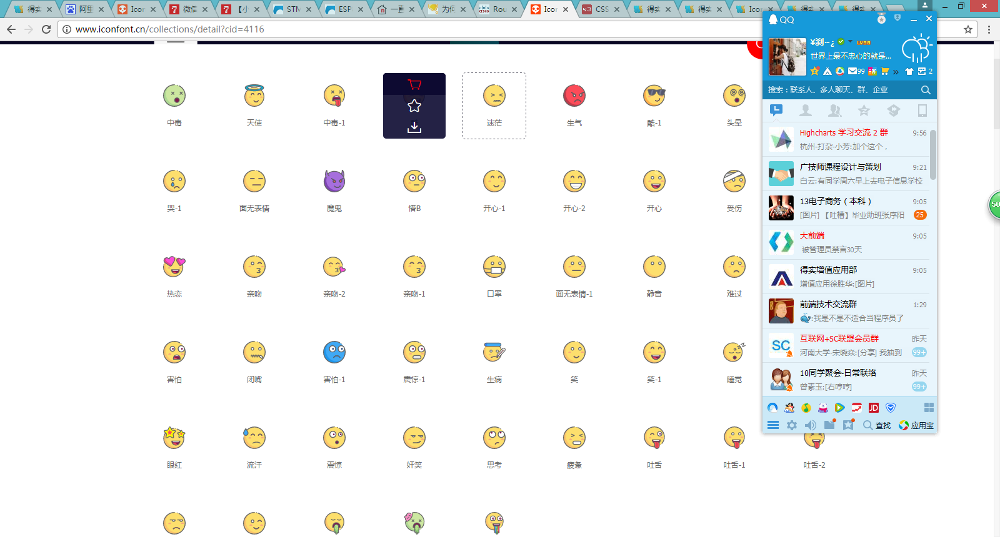 得实
阿里
Icon
微信
【小
STM
ESP
一直
为何
Rou
Icon
CSS
得实
得实
Icon
得实
得实
www.iconfont.cn/collections/detail?cid=4116
中毒
天使
中毒-1
迷茫
生气
酷-1
头晕
哭-1
面无表情
魔鬼
懵B
开心-1
开心-2
开心
受伤
热恋
亲吻
亲吻-2
亲吻-1
口罩
面无表情-1
静音
难过
害怕
闭嘴
害怕-1
震惊-1
生病
笑
笑-1
睡觉
眼红
流汗
震惊
奸笑
思考
疲惫
吐舌
吐舌-1
吐舌-2
QQ
¥刹~¿
LV38
世界上最不忠心的就是...
99
APP
2
搜索：联系人、多人聊天、群、企业
Highcharts 学习交流 2 群
9:56
杭州-打杂-小芳:加个这个，
广技师课程设计与策划
9:21
白云:有同学周六早上去电子信息学校
13电子商务（本科）
9:05
[图片] 【吐槽】毕业助班张序阳
25
大前端
9:05
被管理员禁言30天
得实增值应用部
9:05
增值应用徐胜华:[图片]
前端技术交流群
1:29
:我是不是不适合当程序员了
SC
互联网+SC联盟会员群
昨天
河南大学-宋晓焱:[分享] 我抽到
99+
10同学聚会-日常联络
昨天
曾素玉:[右哼哼]
99+
JD
查找
应用宝
50